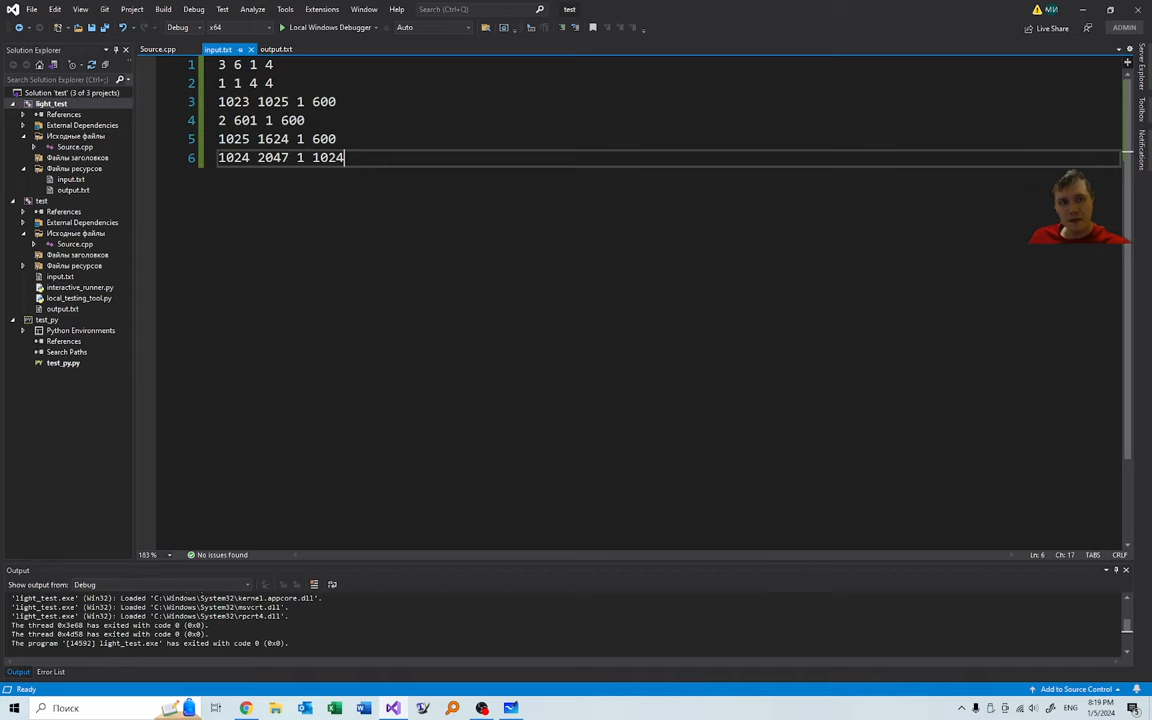 File Edit View Git Project Build Debug Test Analyze Tools Extensions Window Help Search (Ctrl+Q) test МИ ADMIN
Debug x64 Local Windows Debugger Auto Live Share
Solution Explorer
Search Solution Explorer (Ctrl+;)
Solution 'test' (3 of 3 projects)
light_test
References
External Dependencies
Исходные файлы
Source.cpp
Файлы заголовков
Файлы ресурсов
input.txt
output.txt
test
References
External Dependencies
Исходные файлы
Source.cpp
Файлы заголовков
Файлы ресурсов
input.txt
interactive_runner.py
local_testing_tool.py
output.txt
test_py
Python Environments
References
Search Paths
test_py.py
Source.cpp input.txt output.txt
1 3 6 1 4
2 1 1 4 4
3 1023 1025 1 600
4 2 601 1 600
5 1025 1624 1 600
6 1024 2047 1 1024
Server Explorer
Toolbox
Notifications
183 % No issues found Ln: 6 Ch: 17 TABS CRLF
Output
Show output from: Debug
'light_test.exe' (Win32): Loaded 'C:\Windows\System32\kernel.appcore.dll'.
'light_test.exe' (Win32): Loaded 'C:\Windows\System32\msvcrt.dll'.
'light_test.exe' (Win32): Loaded 'C:\Windows\System32\rpcrt4.dll'.
The thread 0x3e68 has exited with code 0 (0x0).
The thread 0x4d58 has exited with code 0 (0x0).
The program '[14592] light_test.exe' has exited with code 0 (0x0).
Output Error List
Ready Add to Source Control
Поиск ENG 8:19 PM
1/5/2024